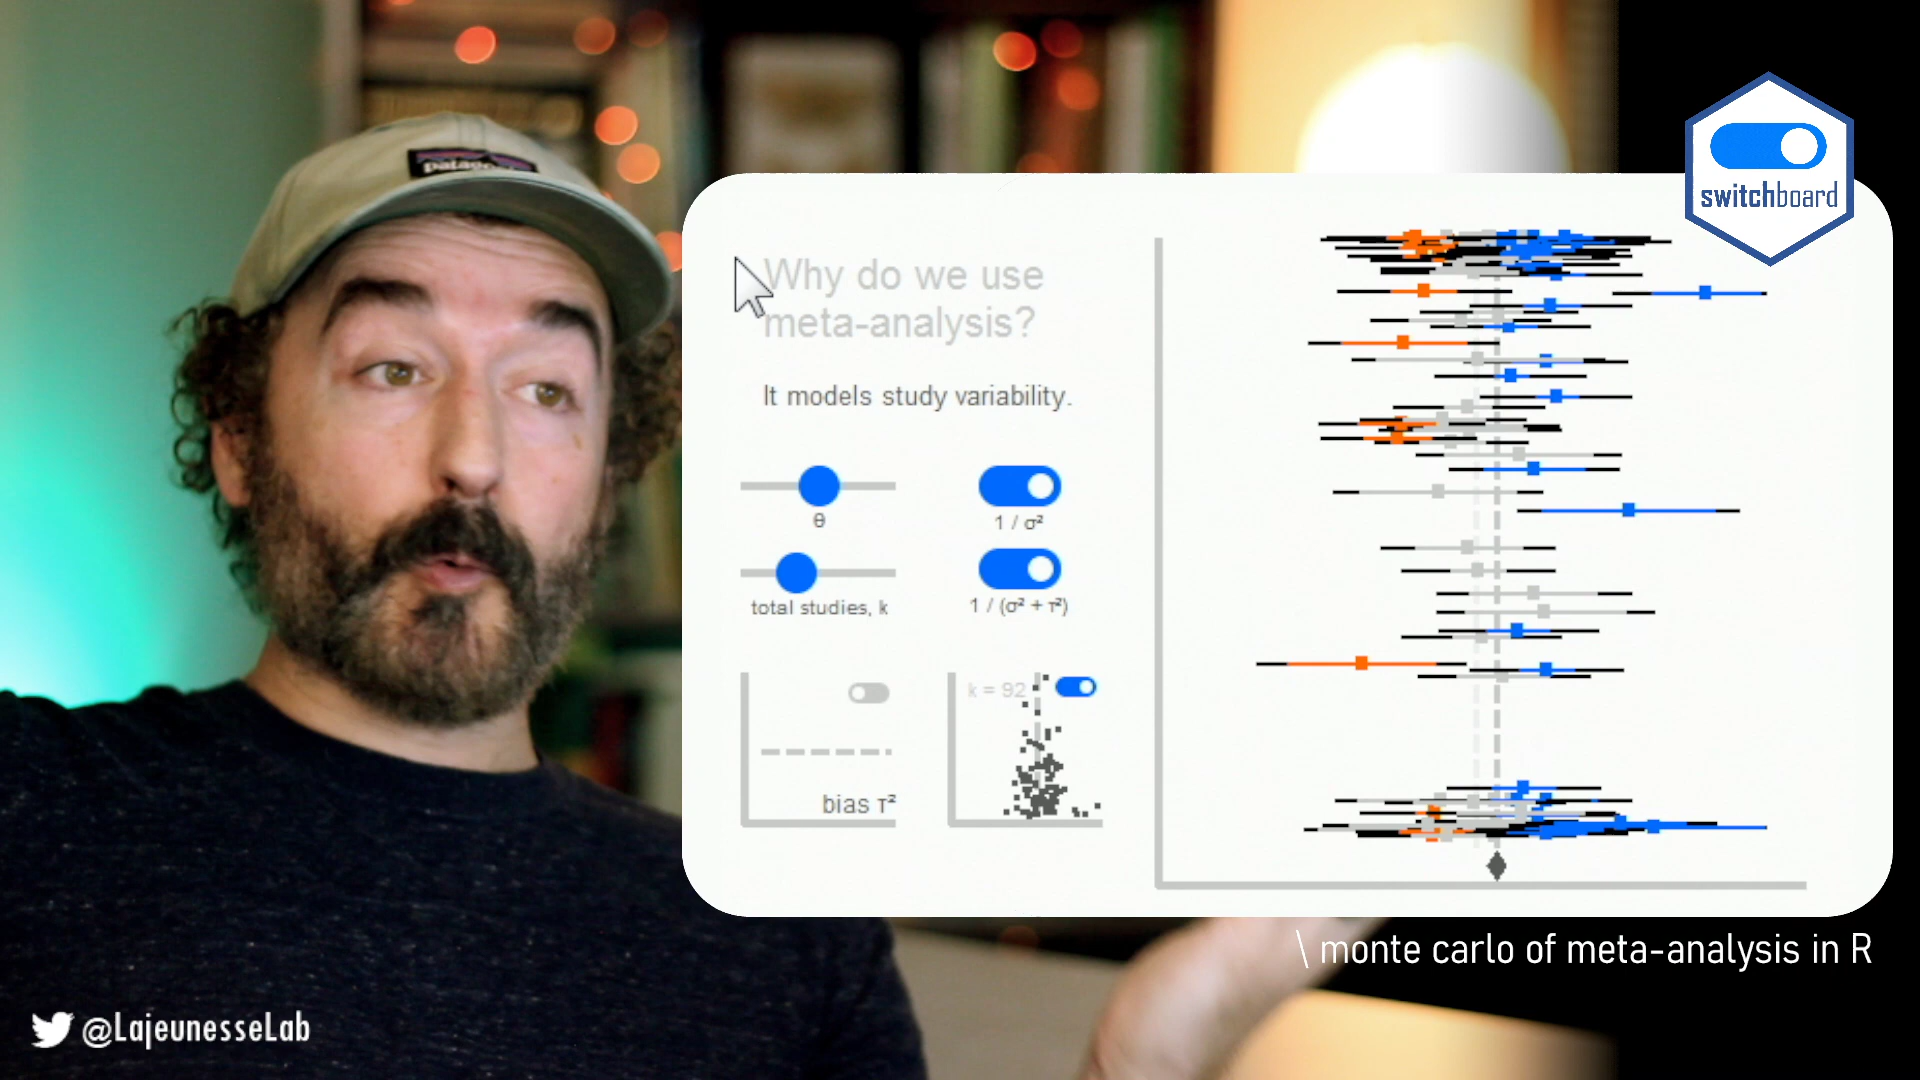 patagonia
switchboard
Why do we use
meta-analysis?
It models study variability.
θ
1 / σ²
total studies, k
1 / (σ² + τ²)
k = 92
bias τ²
\ monte carlo of meta-analysis in R
@LajeunesseLab